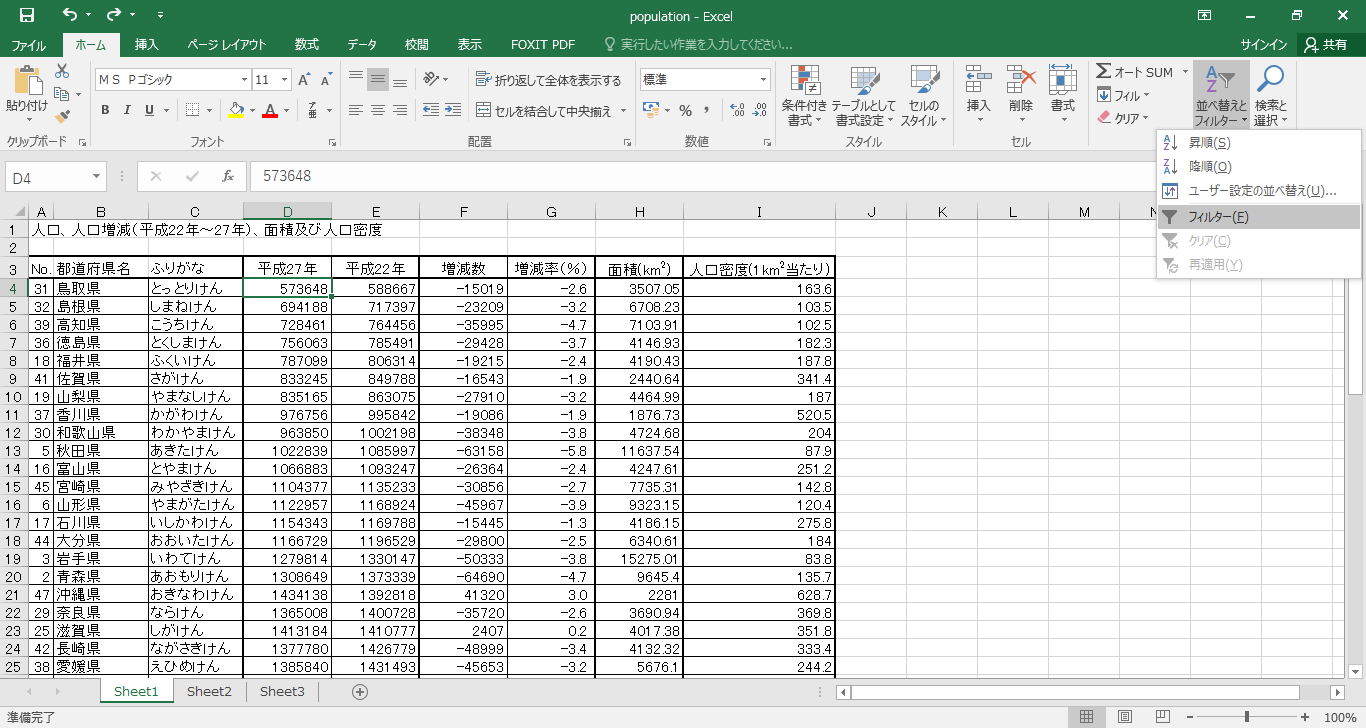 population - Excel
ファイル ホーム 挿入 ページ レイアウト 数式 データ 校閲 表示 FOXIT PDF 実行したい作業を入力してください... サインイン 共有
貼り付け
クリップボード
ＭＳ Ｐゴシック 11
B I U
フォント
折り返して全体を表示する
セルを結合して中央揃え
配置
標準
% ,
数値
条件付き書式 テーブルとして書式設定 セルのスタイル
スタイル
挿入 削除 書式
セル
Σ オート SUM
フィル
クリア
並べ替えとフィルター 検索と選択
昇順(S)
降順(O)
ユーザー設定の並べ替え(U)...
フィルター(F)
クリア(C)
再適用(Y)
D4 fx 573648
A B C D E F G H I J K L M N
1 人口、人口増減(平成22年～27年)、面積及び人口密度
2
3 No. 都道府県名 ふりがな 平成27年 平成22年 増減数 増減率(%) 面積(km²) 人口密度(1km²当たり)
4 31 鳥取県 とっとりけん 573648 588667 -15019 -2.6 3507.05 163.6
5 32 島根県 しまねけん 694188 717397 -23209 -3.2 6708.23 103.5
6 39 高知県 こうちけん 728461 764456 -35995 -4.7 7103.91 102.5
7 36 徳島県 とくしまけん 756063 785491 -29428 -3.7 4146.93 182.3
8 18 福井県 ふくいけん 787099 806314 -19215 -2.4 4190.43 187.8
9 41 佐賀県 さがけん 833245 849788 -16543 -1.9 2440.64 341.4
10 19 山梨県 やまなしけん 835165 863075 -27910 -3.2 4464.99 187
11 37 香川県 かがわけん 976756 995842 -19086 -1.9 1876.73 520.5
12 30 和歌山県 わかやまけん 963850 1002198 -38348 -3.8 4724.68 204
13 5 秋田県 あきたけん 1022839 1085997 -63158 -5.8 11637.54 87.9
14 16 富山県 とやまけん 1066883 1093247 -26364 -2.4 4247.61 251.2
15 45 宮崎県 みやざきけん 1104377 1135233 -30856 -2.7 7735.31 142.8
16 6 山形県 やまがたけん 1122957 1168924 -45967 -3.9 9323.15 120.4
17 17 石川県 いしかわけん 1154343 1169788 -15445 -1.3 4186.15 275.8
18 44 大分県 おおいたけん 1166729 1196529 -29800 -2.5 6340.61 184
19 3 岩手県 いわてけん 1279814 1330147 -50333 -3.8 15275.01 83.8
20 2 青森県 あおもりけん 1308649 1373339 -64690 -4.7 9645.4 135.7
21 47 沖縄県 おきなわけん 1434138 1392818 41320 3.0 2281 628.7
22 29 奈良県 ならけん 1365008 1400728 -35720 -2.6 3690.94 369.8
23 25 滋賀県 しがけん 1413184 1410777 2407 0.2 4017.38 351.8
24 42 長崎県 ながさきけん 1377780 1426779 -48999 -3.4 4132.32 333.4
25 38 愛媛県 えひめけん 1385840 1431493 -45653 -3.2 5676.1 244.2
Sheet1 Sheet2 Sheet3
準備完了 100%